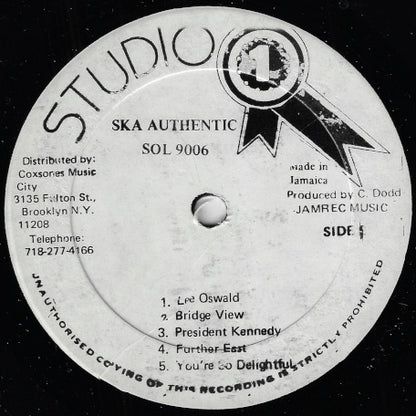 STUDIO
1
SKA AUTHENTIC
SOL 9006
Distributed by:
Coxsones Music
City
3135 Fulton St.,
Brooklyn N.Y.
11208
Telephone:
718-277-4166
Made in
Jamaica
Produced by C. Dodd
JAMREC MUSIC
SIDE 1
1. Lee Oswald
2. Bridge View
3. President Kennedy
4. Further East
5. You're So Delightful
UNAUTHORISED COPYING OF THIS RECORDING IS STRICTLY PROHIBITED